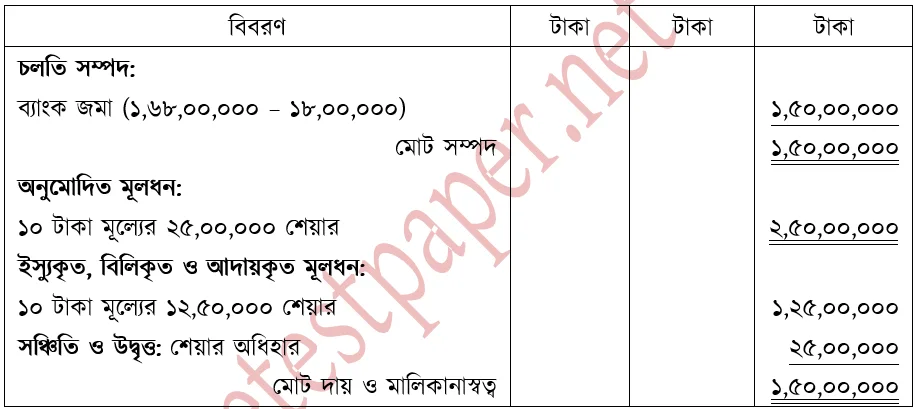 বিবরণ টাকা টাকা টাকা
চলতি সম্পদ:
ব্যাংক জমা (১,৬৮,০০,০০০ – ১৮,০০,০০০) ১,৫০,০০,০০০
মোট সম্পদ ১,৫০,০০,০০০
অনুমোদিত মূলধন:
১০ টাকা মূল্যের ২৫,০০,০০০ শেয়ার ২,৫০,০০,০০০
ইস্যুকৃত, বিলিকৃত ও আদায়কৃত মূলধন:
১০ টাকা মূল্যের ১২,৫০,০০০ শেয়ার ১,২৫,০০,০০০
সঞ্চিতি ও উদ্বৃত্ত: শেয়ার অধিহার ২৫,০০,০০০
মোট দায় ও মালিকানাস্বত্ব ১,৫০,০০,০০০
testpaper.net